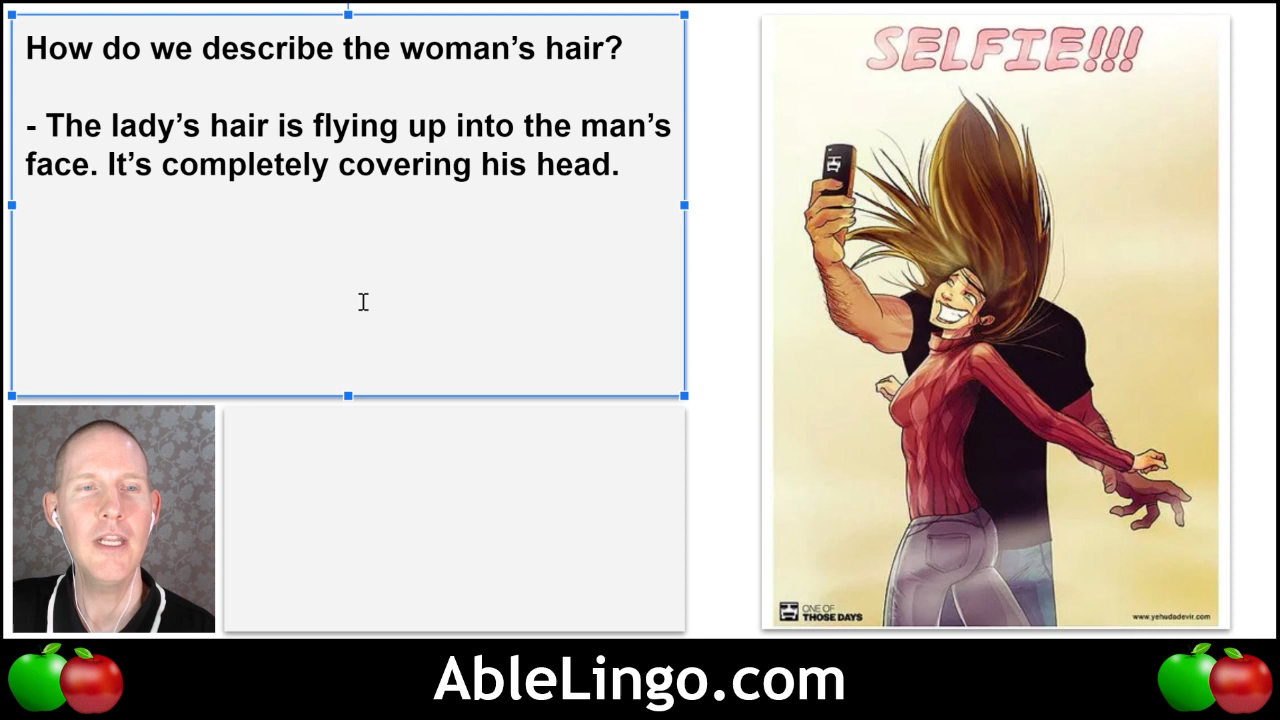 How do we describe the woman’s hair?
- The lady’s hair is flying up into the man’s
face. It’s completely covering his head.
SELFIE!!!
ONE OF
THOSE DAYS
www.yehudadevir.com
AbleLingo.com